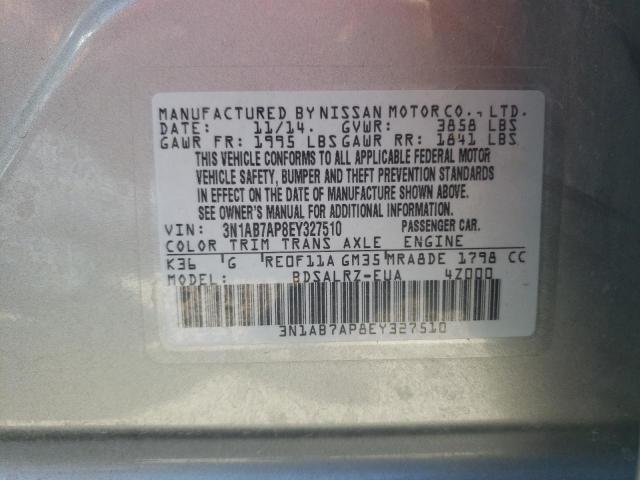 MANUFACTURED BY NISSAN MOTOR CO., LTD.
DATE: 11/14. GVWR: 3858 LBS
GAWR FR: 1995 LBS GAWR RR: 1841 LBS
THIS VEHICLE CONFORMS TO ALL APPLICABLE FEDERAL MOTOR
VEHICLE SAFETY, BUMPER AND THEFT PREVENTION STANDARDS
IN EFFECT ON THE DATE OF MANUFACTURE SHOWN ABOVE.
SEE OWNER'S MANUAL FOR ADDITIONAL INFORMATION.
VIN: 3N1AB7AP8EY327510 PASSENGER CAR.
COLOR TRIM TRANS AXLE ENGINE
K36 G RE0F11A GM35 MRA8DE 1798 CC
MODEL: BDSALRZ-EUA 4Z000
3N1AB7AP8EY327510